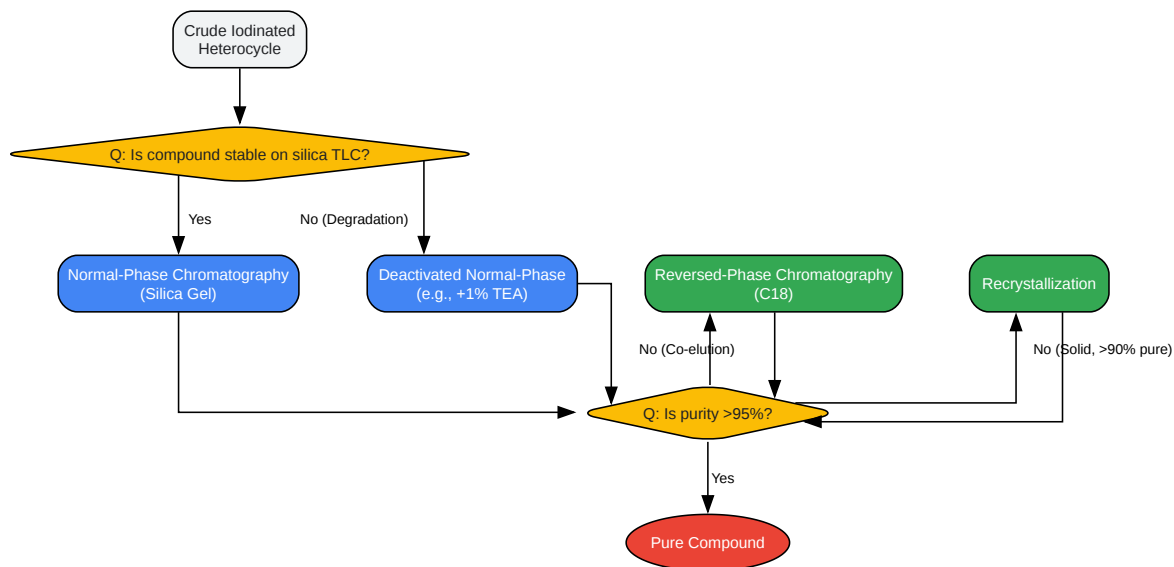 Crude Iodinated
Heterocycle
Q: Is compound stable on silica TLC?
Yes
No (Degradation)
Normal-Phase Chromatography
(Silica Gel)
Deactivated Normal-Phase
(e.g., +1% TEA)
Reversed-Phase Chromatography
(C18)
Recrystallization
No (Co-elution)
No (Solid, >90% pure)
Q: Is purity >95%?
Yes
Pure Compound